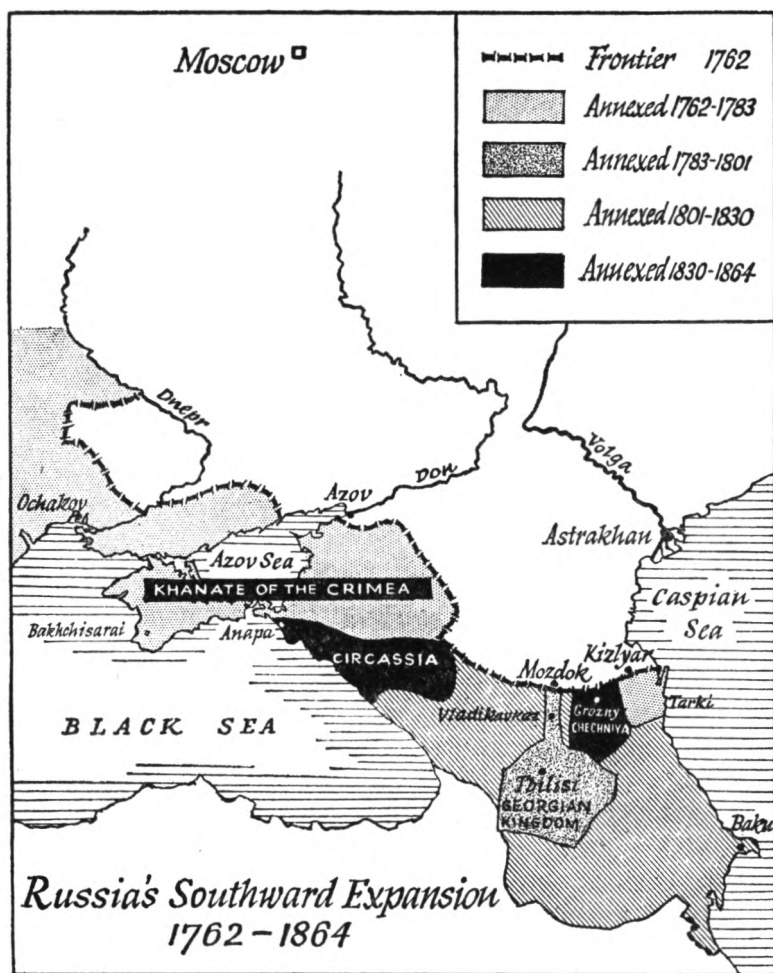 Moscow
Frontier 1762
Annexed 1762-1783
Annexed 1783-1801
Annexed 1801-1830
Annexed 1830-1864
Dnepr
Don
Volga
Ochakov
Azov
Astrakhan
Azov Sea
KHANATE OF THE CRIMEA
Caspian
Sea
Bakhchisarai
Anapa
CIRCASSIA
Mozdok
Kizlyar
Vladikavkaz
Grozny
CHECHNIYA
Tarki
BLACK SEA
Tbilisi
GEORGIAN
KINGDOM
Baku
Russia's Southward Expansion
1762-1864